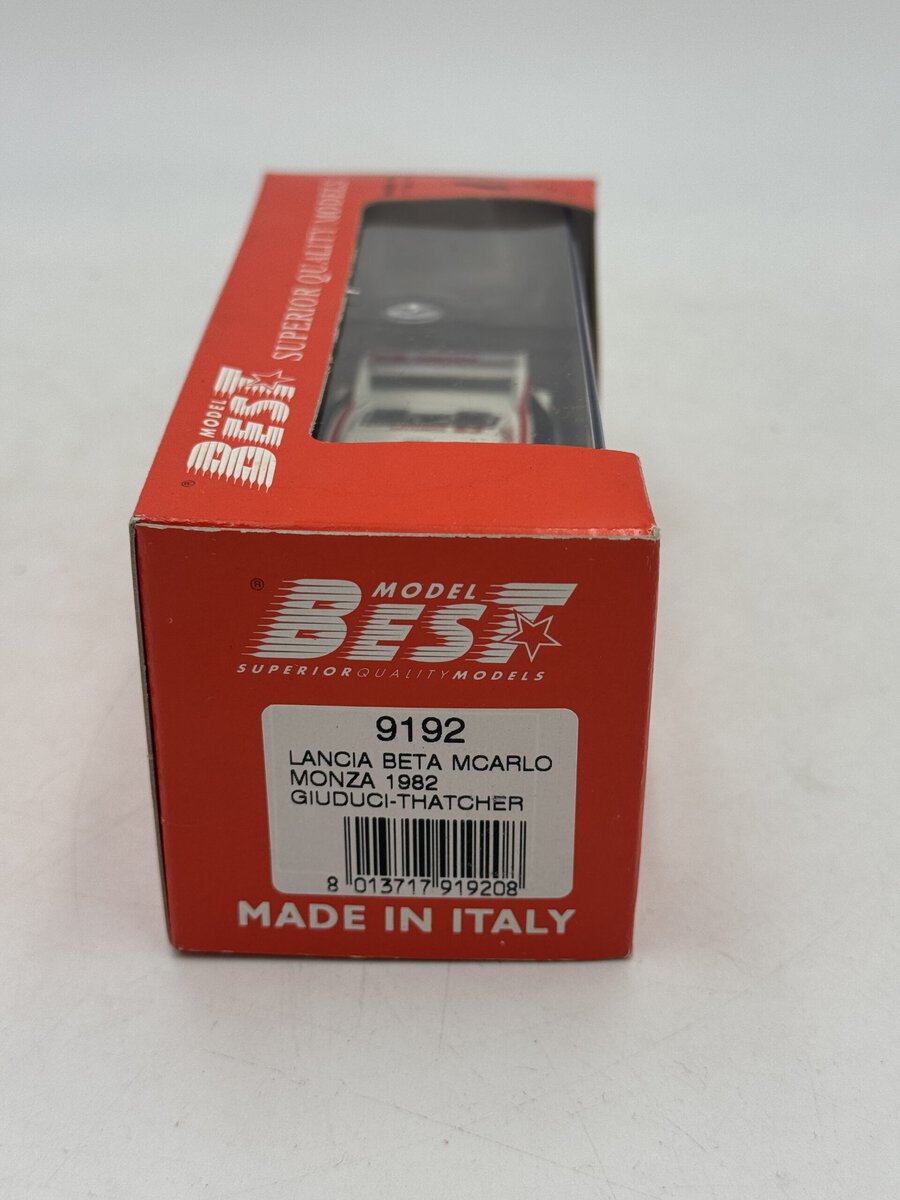 SUPERIOR QUALITY MODELS
MODEL
BEST
®
®
MODEL
BEST
SUPERIORQUALITYMODELS
9192
LANCIA BETA MCARLO
MONZA 1982
GIUDUCI-THATCHER
8 013717 919208
MADE IN ITALY